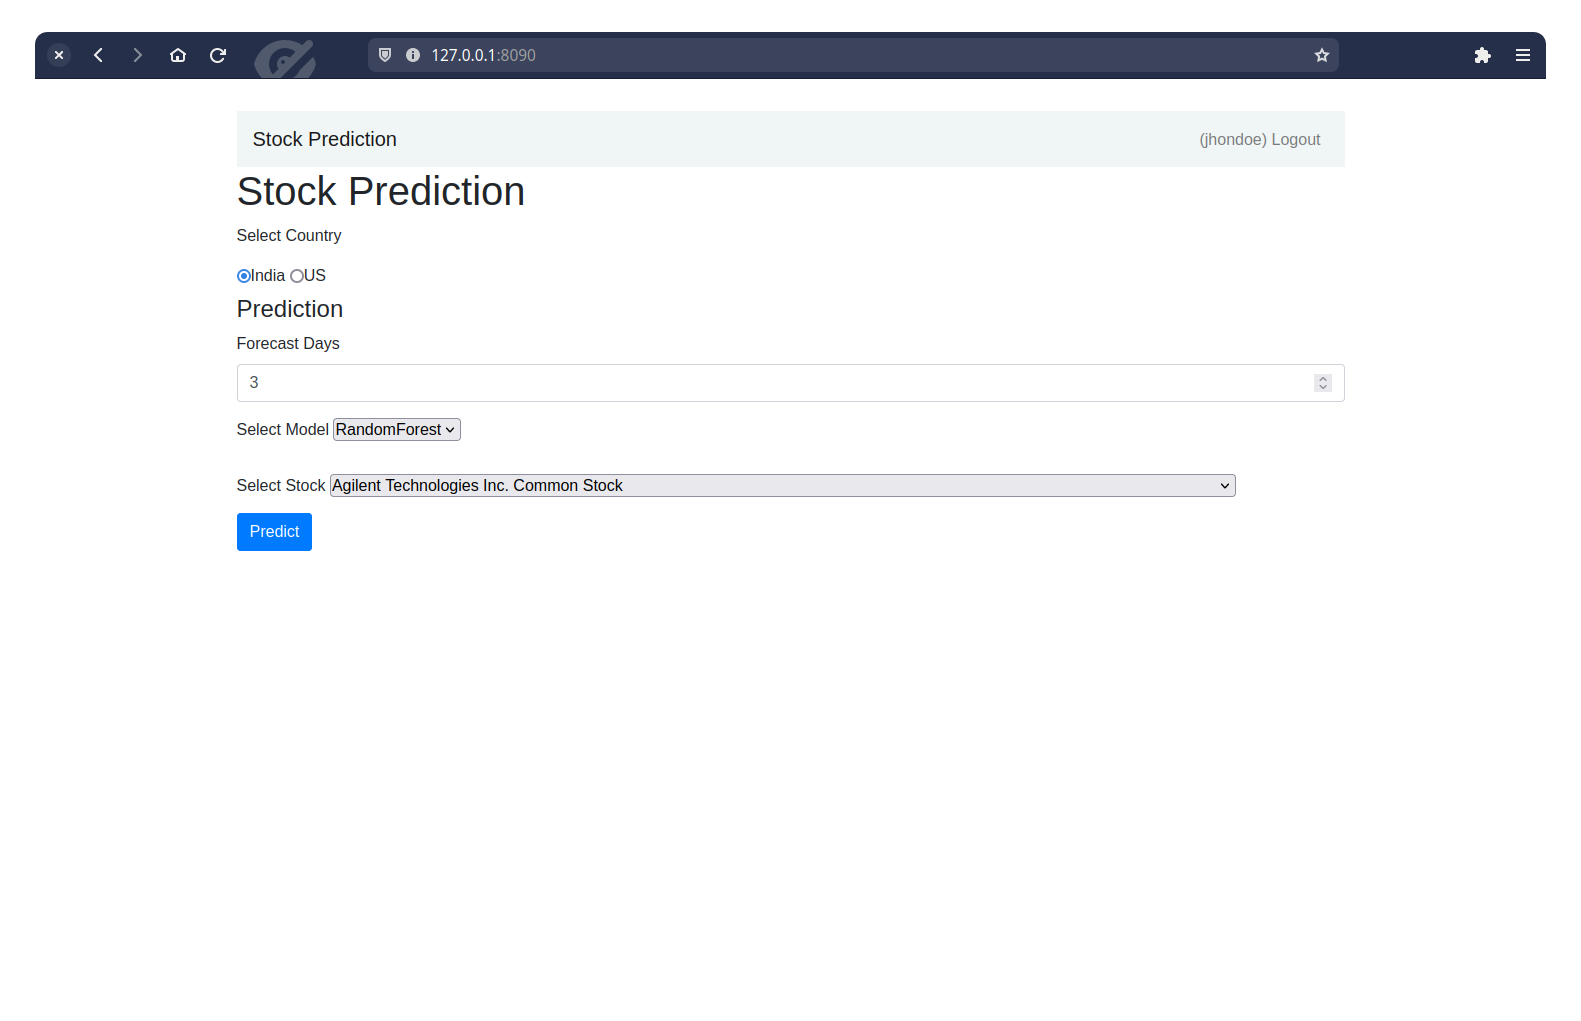 127.0.0.1:8090
Stock Prediction (jhondoe) Logout
Stock Prediction
Select Country
India US
Prediction
Forecast Days
3
Select Model RandomForest
Select Stock Agilent Technologies Inc. Common Stock
Predict